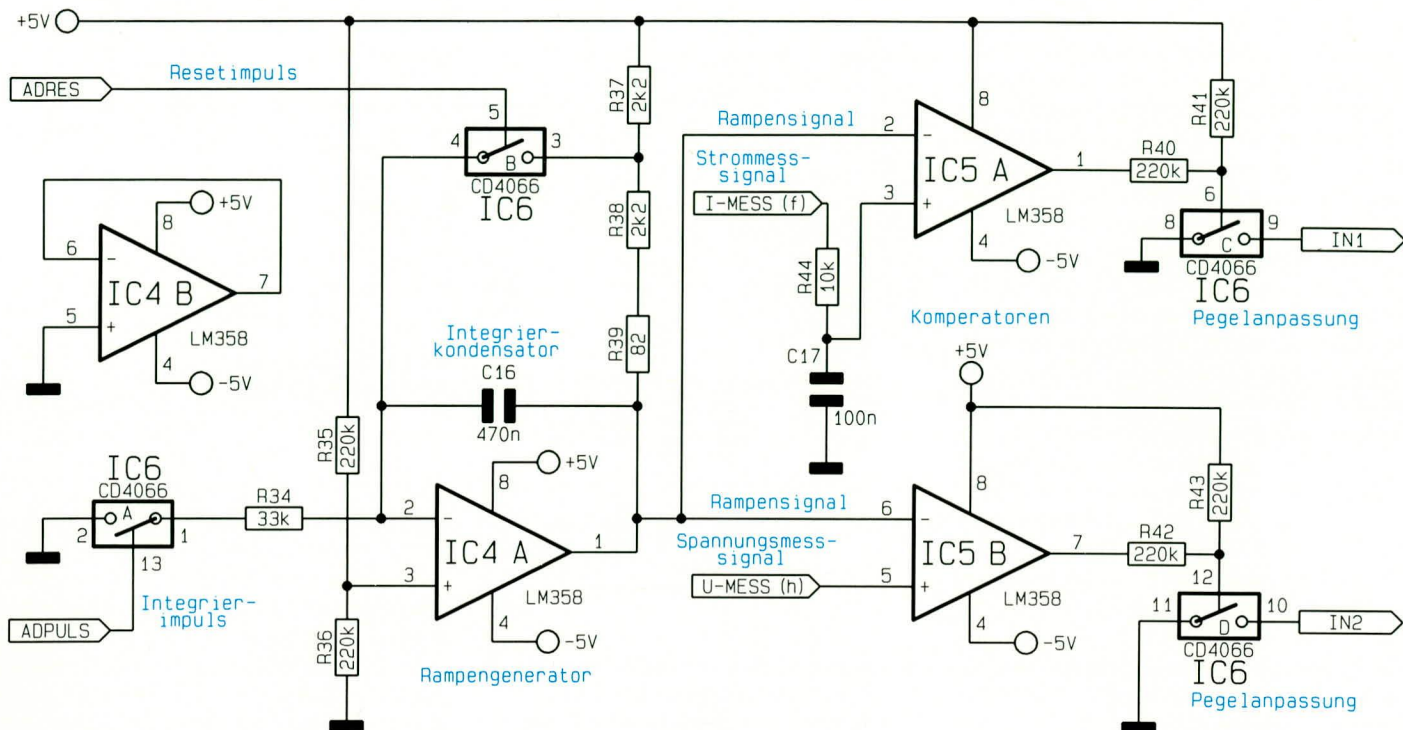 +5V
ADRES
Resetimpuls
5
4
3
B
CD4066
IC6
R37
2k2
R38
2k2
R39
82
Integrier-
kondensator
C16
470n
6
-
5
+
IC4 B
7
8
+5V
LM358
4
-5V
IC6
CD4066
A
2
1
13
R34
33k
Integrier-
impuls
ADPULS
R35
220k
R36
220k
2
-
3
+
IC4 A
1
8
+5V
LM358
4
-5V
Rampengenerator
Rampensignal
2
-
3
+
IC5 A
1
8
LM358
4
-5V
Strommess-
signal
I-MESS (f)
R44
10k
C17
100n
Komperatoren
R40
220k
R41
220k
6
8
9
C
CD4066
IC6
IN1
Pegelanpassung
+5V
Rampensignal
6
-
5
+
IC5 B
7
8
LM358
4
-5V
Spannungsmess-
signal
U-MESS (h)
R42
220k
R43
220k
12
11
10
D
CD4066
IC6
IN2
Pegelanpassung